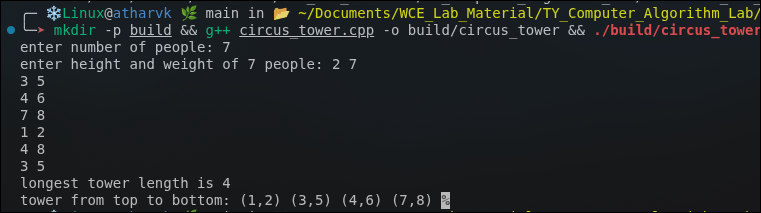 Linux@atharvk main in ~/Documents/WCE_Lab_Material/TY_Computer_Algorithm_Lab/
mkdir -p build && g++ circus_tower.cpp -o build/circus_tower && ./build/circus_tower
enter number of people: 7
enter height and weight of 7 people: 2 7
3 5
4 6
7 8
1 2
4 8
3 5
longest tower length is 4
tower from top to bottom: (1,2) (3,5) (4,6) (7,8) %